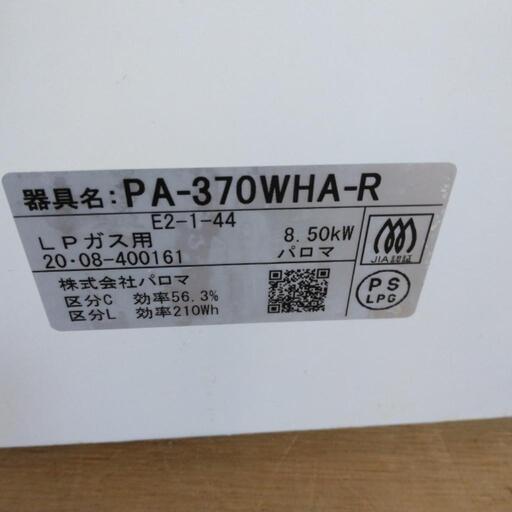 器具名:PA-370WHA-R
E2-1-44
LPガス用 8.50kW
20·08-400161 パロマ
株式会社パロマ
区分C 効率56.3%
区分L 効率210Wh
JIA認証
PS
LPG